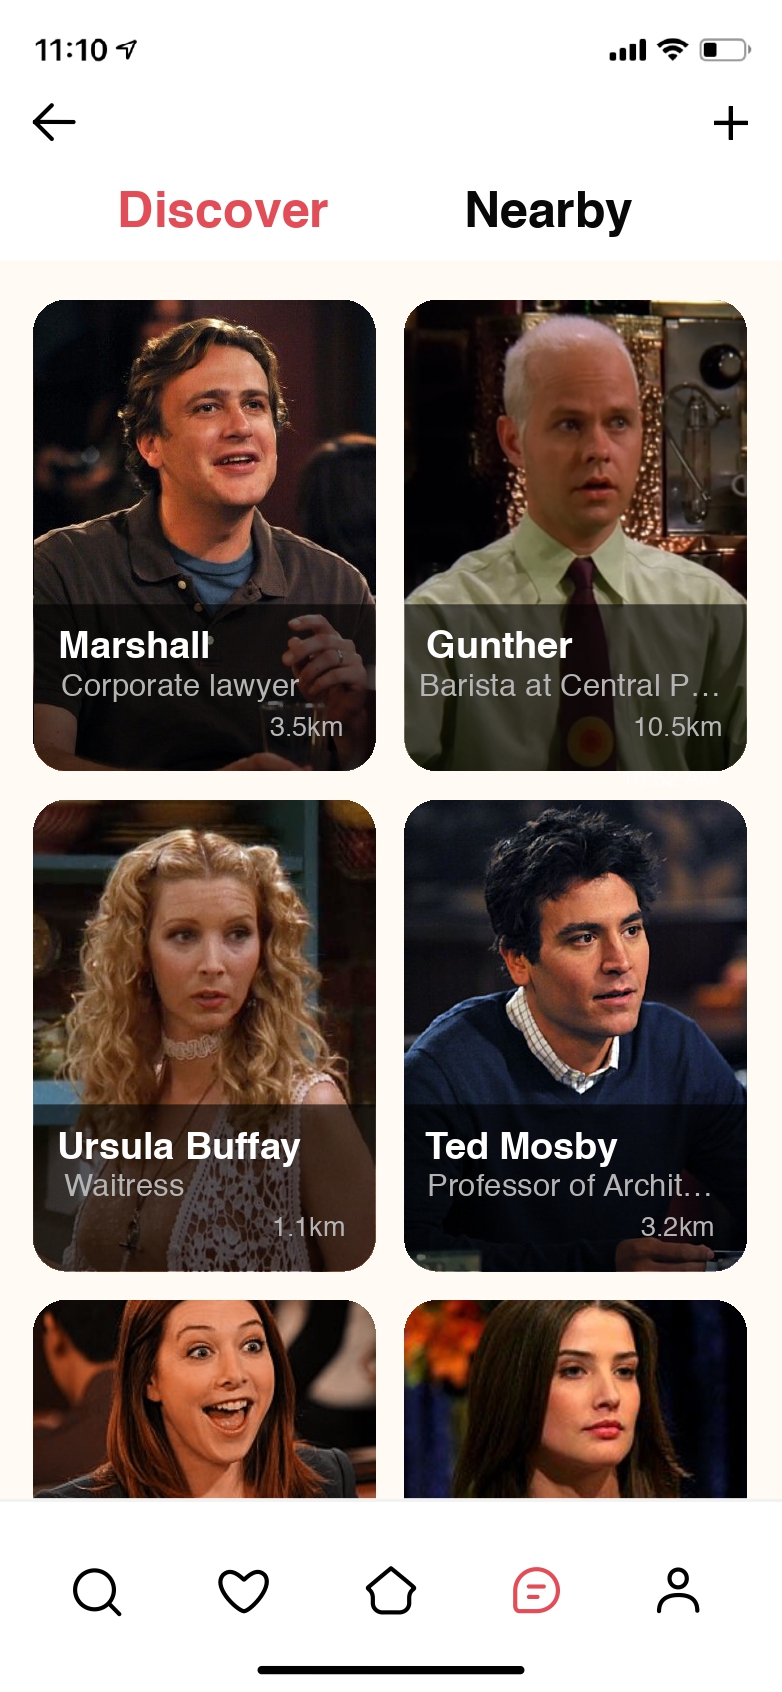 11:10
Discover
Nearby
Marshall
Corporate lawyer
3.5km
Gunther
Barista at Central P...
10.5km
Ursula Buffay
Waitress
1.1km
Ted Mosby
Professor of Archit...
3.2km